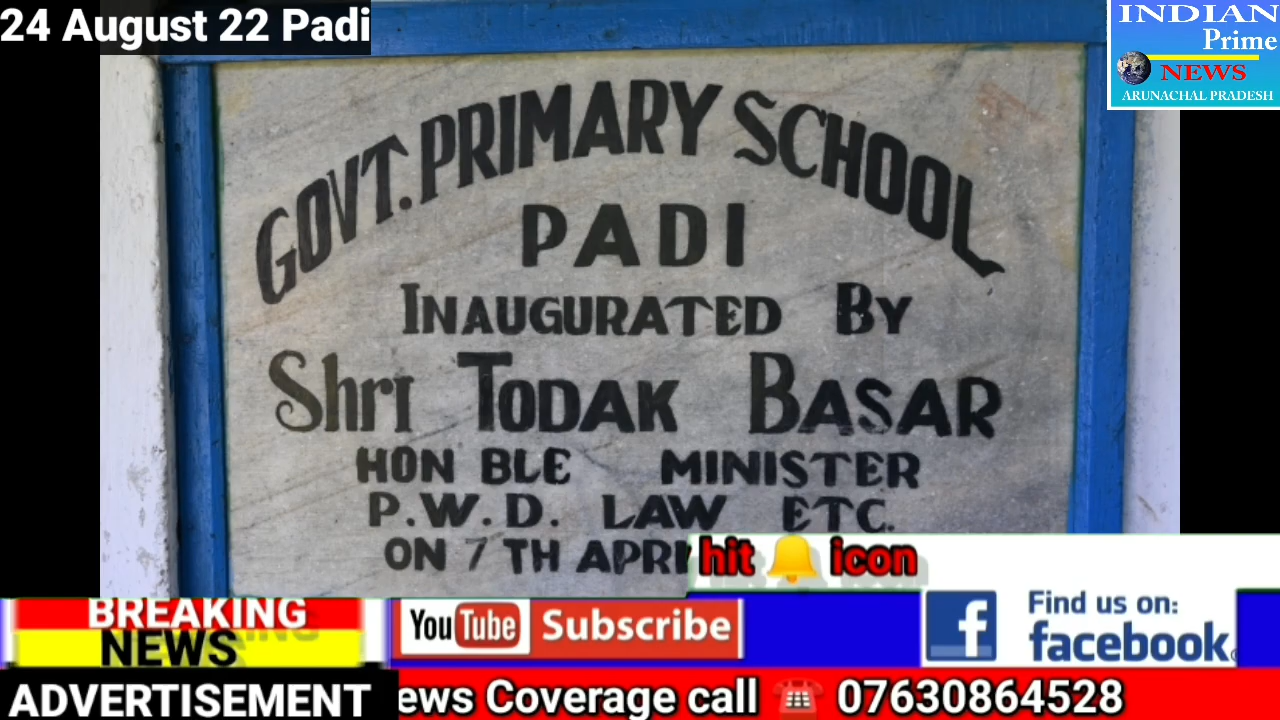 24 August 22 Padi
INDIAN
Prime
NEWS
ARUNACHAL PRADESH
GOVT. PRIMARY SCHOOL
PADI
INAUGURATED BY
Shri TODAK BASAR
HON BLE MINISTER
P.W.D. LAW ETC.
ON 7 TH
hit 🔔 icon
BREAKING
NEWS
YouTube Subscribe
Find us on:
facebook
ADVERTISEMENT
Coverage call ☎ 07630864528